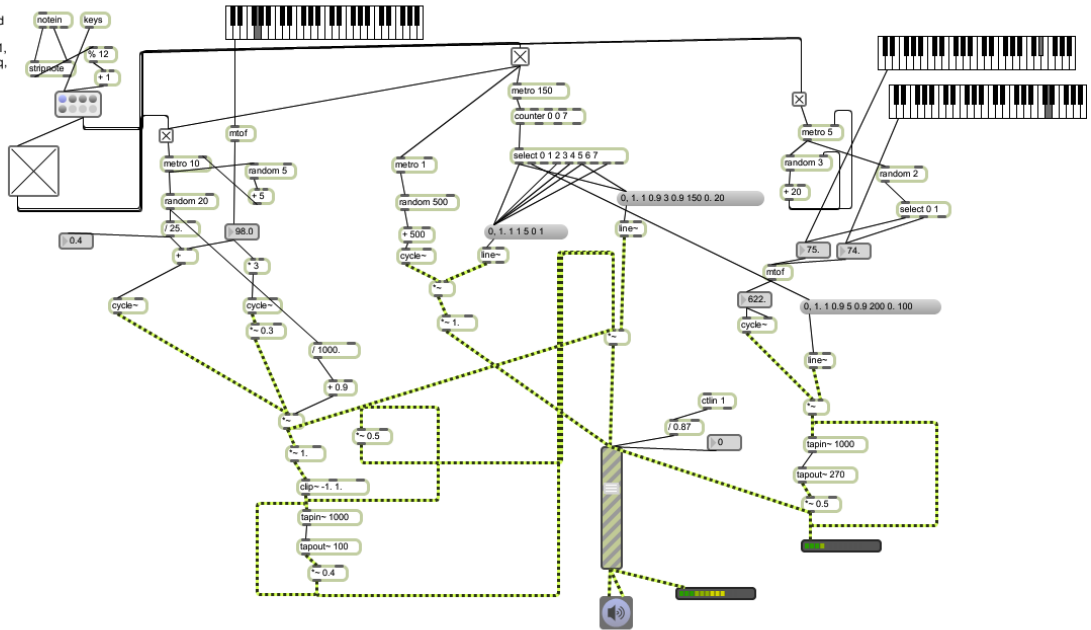 d
notein
keys
l,
% 12
q,
stripnote
+ 1
metro 150
counter 0 0 7
select 0 1 2 3 4 5 6 7
mtof
metro 10
random 5
+ 5
random 20
/ 25.
0.4
98.0
+
* 3
cycle~
cycle~
*~ 0.3
/ 1000.
+ 0.9
*~
*~ 1.
clip~ -1. 1.
tapin~ 1000
tapout~ 100
*~ 0.4
*~ 0.5
metro 1
random 500
+ 500
cycle~
0, 1. 1 1 5 0 1
line~
*~
*~ 1.
0, 1. 1 0.9 3 0.9 150 0. 20
line~
*~
ctlin 1
/ 0.87
0
metro 5
random 3
random 2
+ 20
select 0 1
75.
74.
mtof
622.
0, 1. 1 0.9 5 0.9 200 0. 100
cycle~
line~
*~
tapin~ 1000
tapout~ 270
*~ 0.5